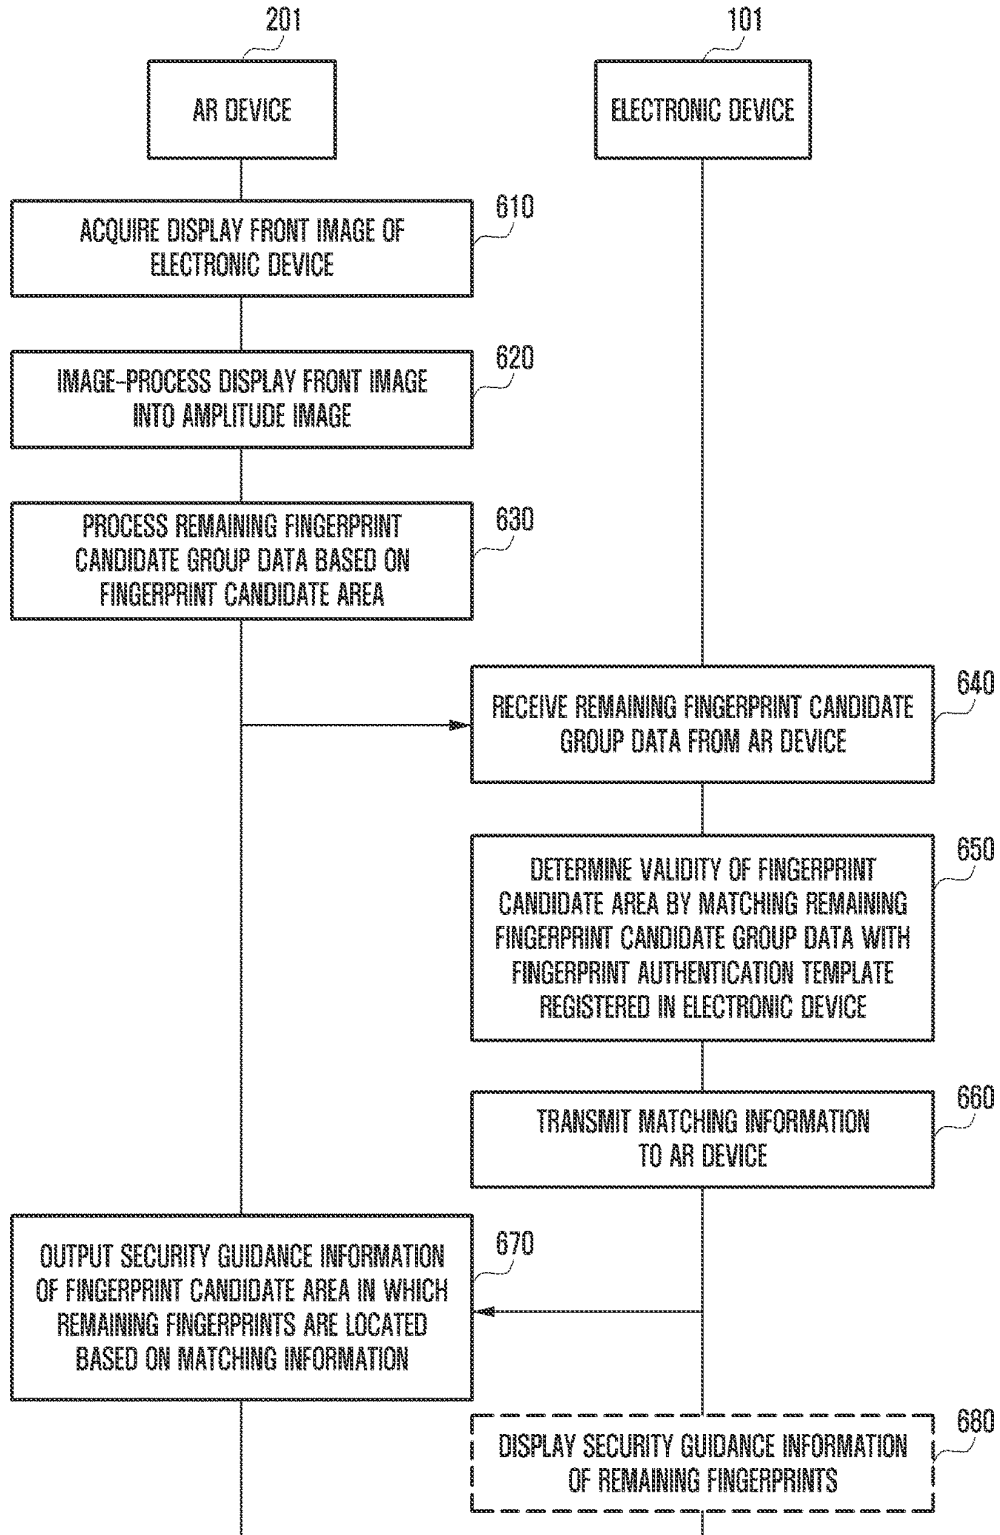 201
101
AR DEVICE
ELECTRONIC DEVICE
610
ACQUIRE DISPLAY FRONT IMAGE OF
ELECTRONIC DEVICE
620
IMAGE-PROCESS DISPLAY FRONT IMAGE
INTO AMPLITUDE IMAGE
630
PROCESS REMAINING FINGERPRINT
CANDIDATE GROUP DATA BASED ON
FINGERPRINT CANDIDATE AREA
640
RECEIVE REMAINING FINGERPRINT CANDIDATE
GROUP DATA FROM AR DEVICE
650
DETERMINE VALIDITY OF FINGERPRINT
CANDIDATE AREA BY MATCHING REMAINING
FINGERPRINT CANDIDATE GROUP DATA WITH
FINGERPRINT AUTHENTICATION TEMPLATE
REGISTERED IN ELECTRONIC DEVICE
660
TRANSMIT MATCHING INFORMATION
TO AR DEVICE
670
OUTPUT SECURITY GUIDANCE INFORMATION
OF FINGERPRINT CANDIDATE AREA IN WHICH
REMAINING FINGERPRINTS ARE LOCATED
BASED ON MATCHING INFORMATION
680
DISPLAY SECURITY GUIDANCE INFORMATION
OF REMAINING FINGERPRINTS